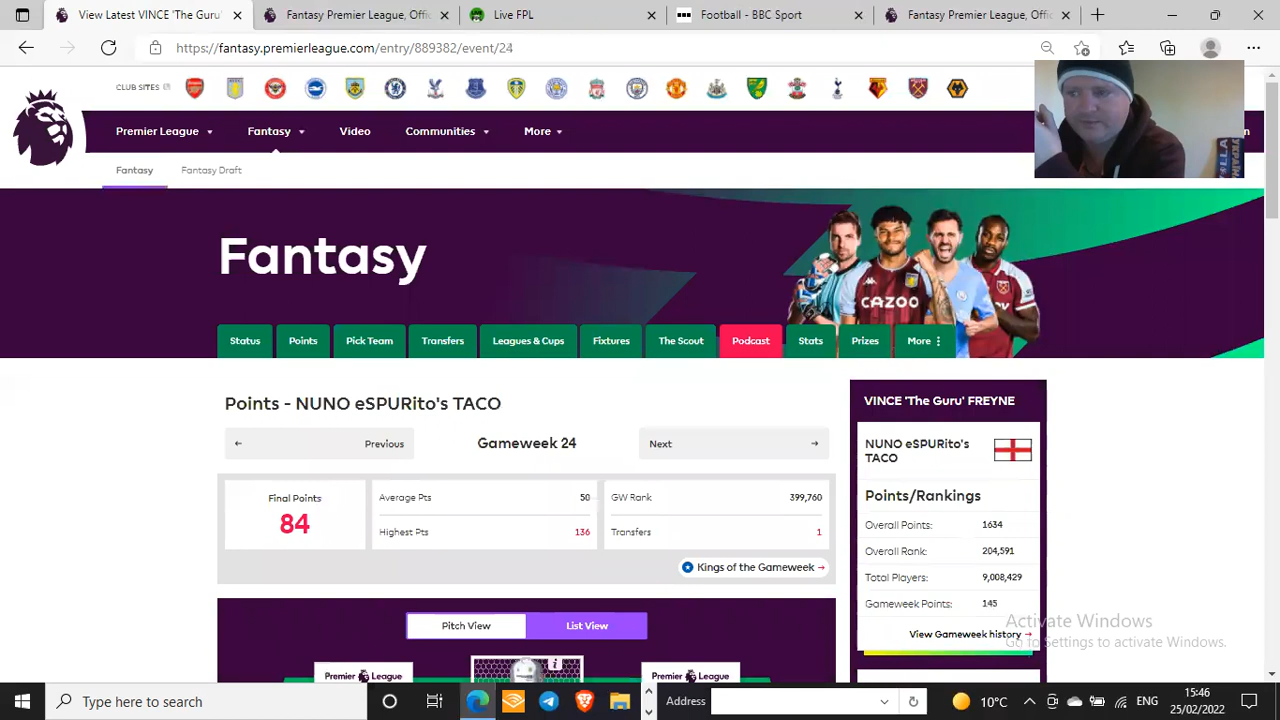 View Latest VINCE 'The Guru'
Fantasy Premier League, Official
Live FPL
Football - BBC Sport
Fantasy Premier League, Official
https://fantasy.premierleague.com/entry/889382/event/24
CLUB SITES
Premier League
Fantasy
Video
Communities
More
Fantasy
Fantasy Draft
Fantasy
CAZOO
Status
Points
Pick Team
Transfers
Leagues & Cups
Fixtures
The Scout
Podcast
Stats
Prizes
More
Points - NUNO eSPURito's TACO
← Previous
Gameweek 24
Next →
Final Points
84
Average Pts 50
Highest Pts 136
GW Rank 399,760
Transfers 1
Kings of the Gameweek →
Pitch View
List View
Premier League
Premier League
VINCE 'The Guru' FREYNE
NUNO eSPURito's
TACO
Points/Rankings
Overall Points: 1634
Overall Rank: 204,591
Total Players: 9,008,429
Gameweek Points: 145
View Gameweek history →
Activate Windows
Go to Settings to activate Windows.
Type here to search
Address
10°C
ENG
15:46
25/02/2022